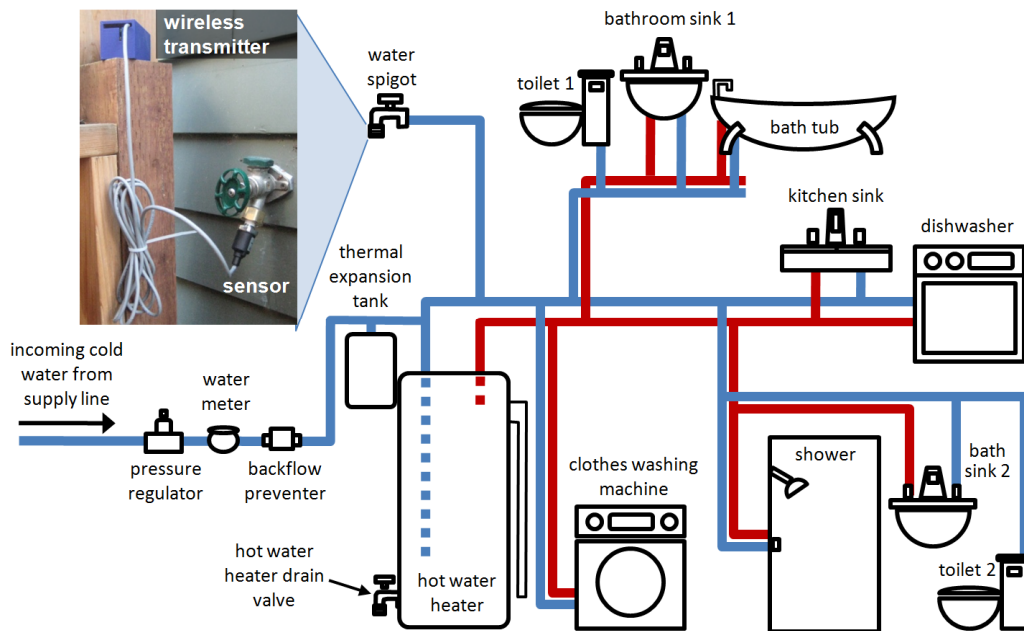 wireless
transmitter
sensor
water
spigot
bathroom sink 1
toilet 1
bath tub
kitchen sink
dishwasher
thermal
expansion
tank
incoming cold
water from
supply line
water
meter
pressure
regulator
backflow
preventer
hot water
heater drain
valve
hot water
heater
clothes washing
machine
shower
bath
sink 2
toilet 2